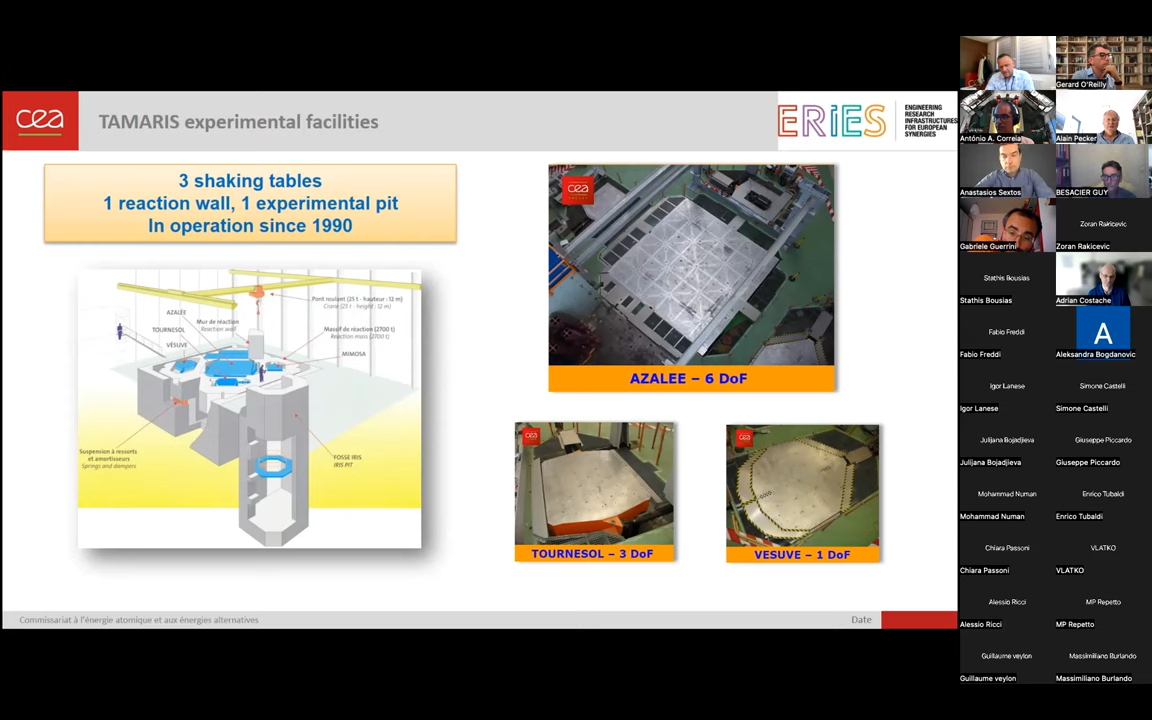 cea
TAMARIS experimental facilities
ERiES
ENGINEERING
RESEARCH
INFRASTRUCTURES
FOR EUROPEAN
SYNERGIES
3 shaking tables
1 reaction wall, 1 experimental pit
In operation since 1990
Pont roulant (25 t - hauteur : 12 m)
Crane (25 t - height : 12 m)
AZALÉE
Mur de réaction
Reaction wall
TOURNESOL
Massif de réaction (2700 t)
Reaction mass (2700 t)
VÉSUVE
MIMOSA
Suspension à ressorts
et amortisseurs
Springs and dampers
FOSSE IRIS
IRIS PIT
cea
AZALEE – 6 DoF
cea
TOURNESOL – 3 DoF
cea
VESUVE – 1 DoF
Commissariat à l'énergie atomique et aux énergies alternatives
Date
Gerard O'Reilly
António A. Correia
Alain Pecker
Anastasios Sextos
BESACIER GUY
Gabriele Guerrini
Zoran Rakicevic
Zoran Rakicevic
Stathis Bousias
Stathis Bousias
Adrian Costache
Fabio Freddi
Fabio Freddi
A
Aleksandra Bogdanovic
Igor Lanese
Igor Lanese
Simone Castelli
Simone Castelli
Julijana Bojadjieva
Julijana Bojadjieva
Giuseppe Piccardo
Giuseppe Piccardo
Mohammad Numan
Mohammad Numan
Enrico Tubaldi
Enrico Tubaldi
Chiara Passoni
Chiara Passoni
VLATKO
VLATKO
Alessio Ricci
Alessio Ricci
MP Repetto
MP Repetto
Guillaume veylon
Guillaume veylon
Massimiliano Burlando
Massimiliano Burlando